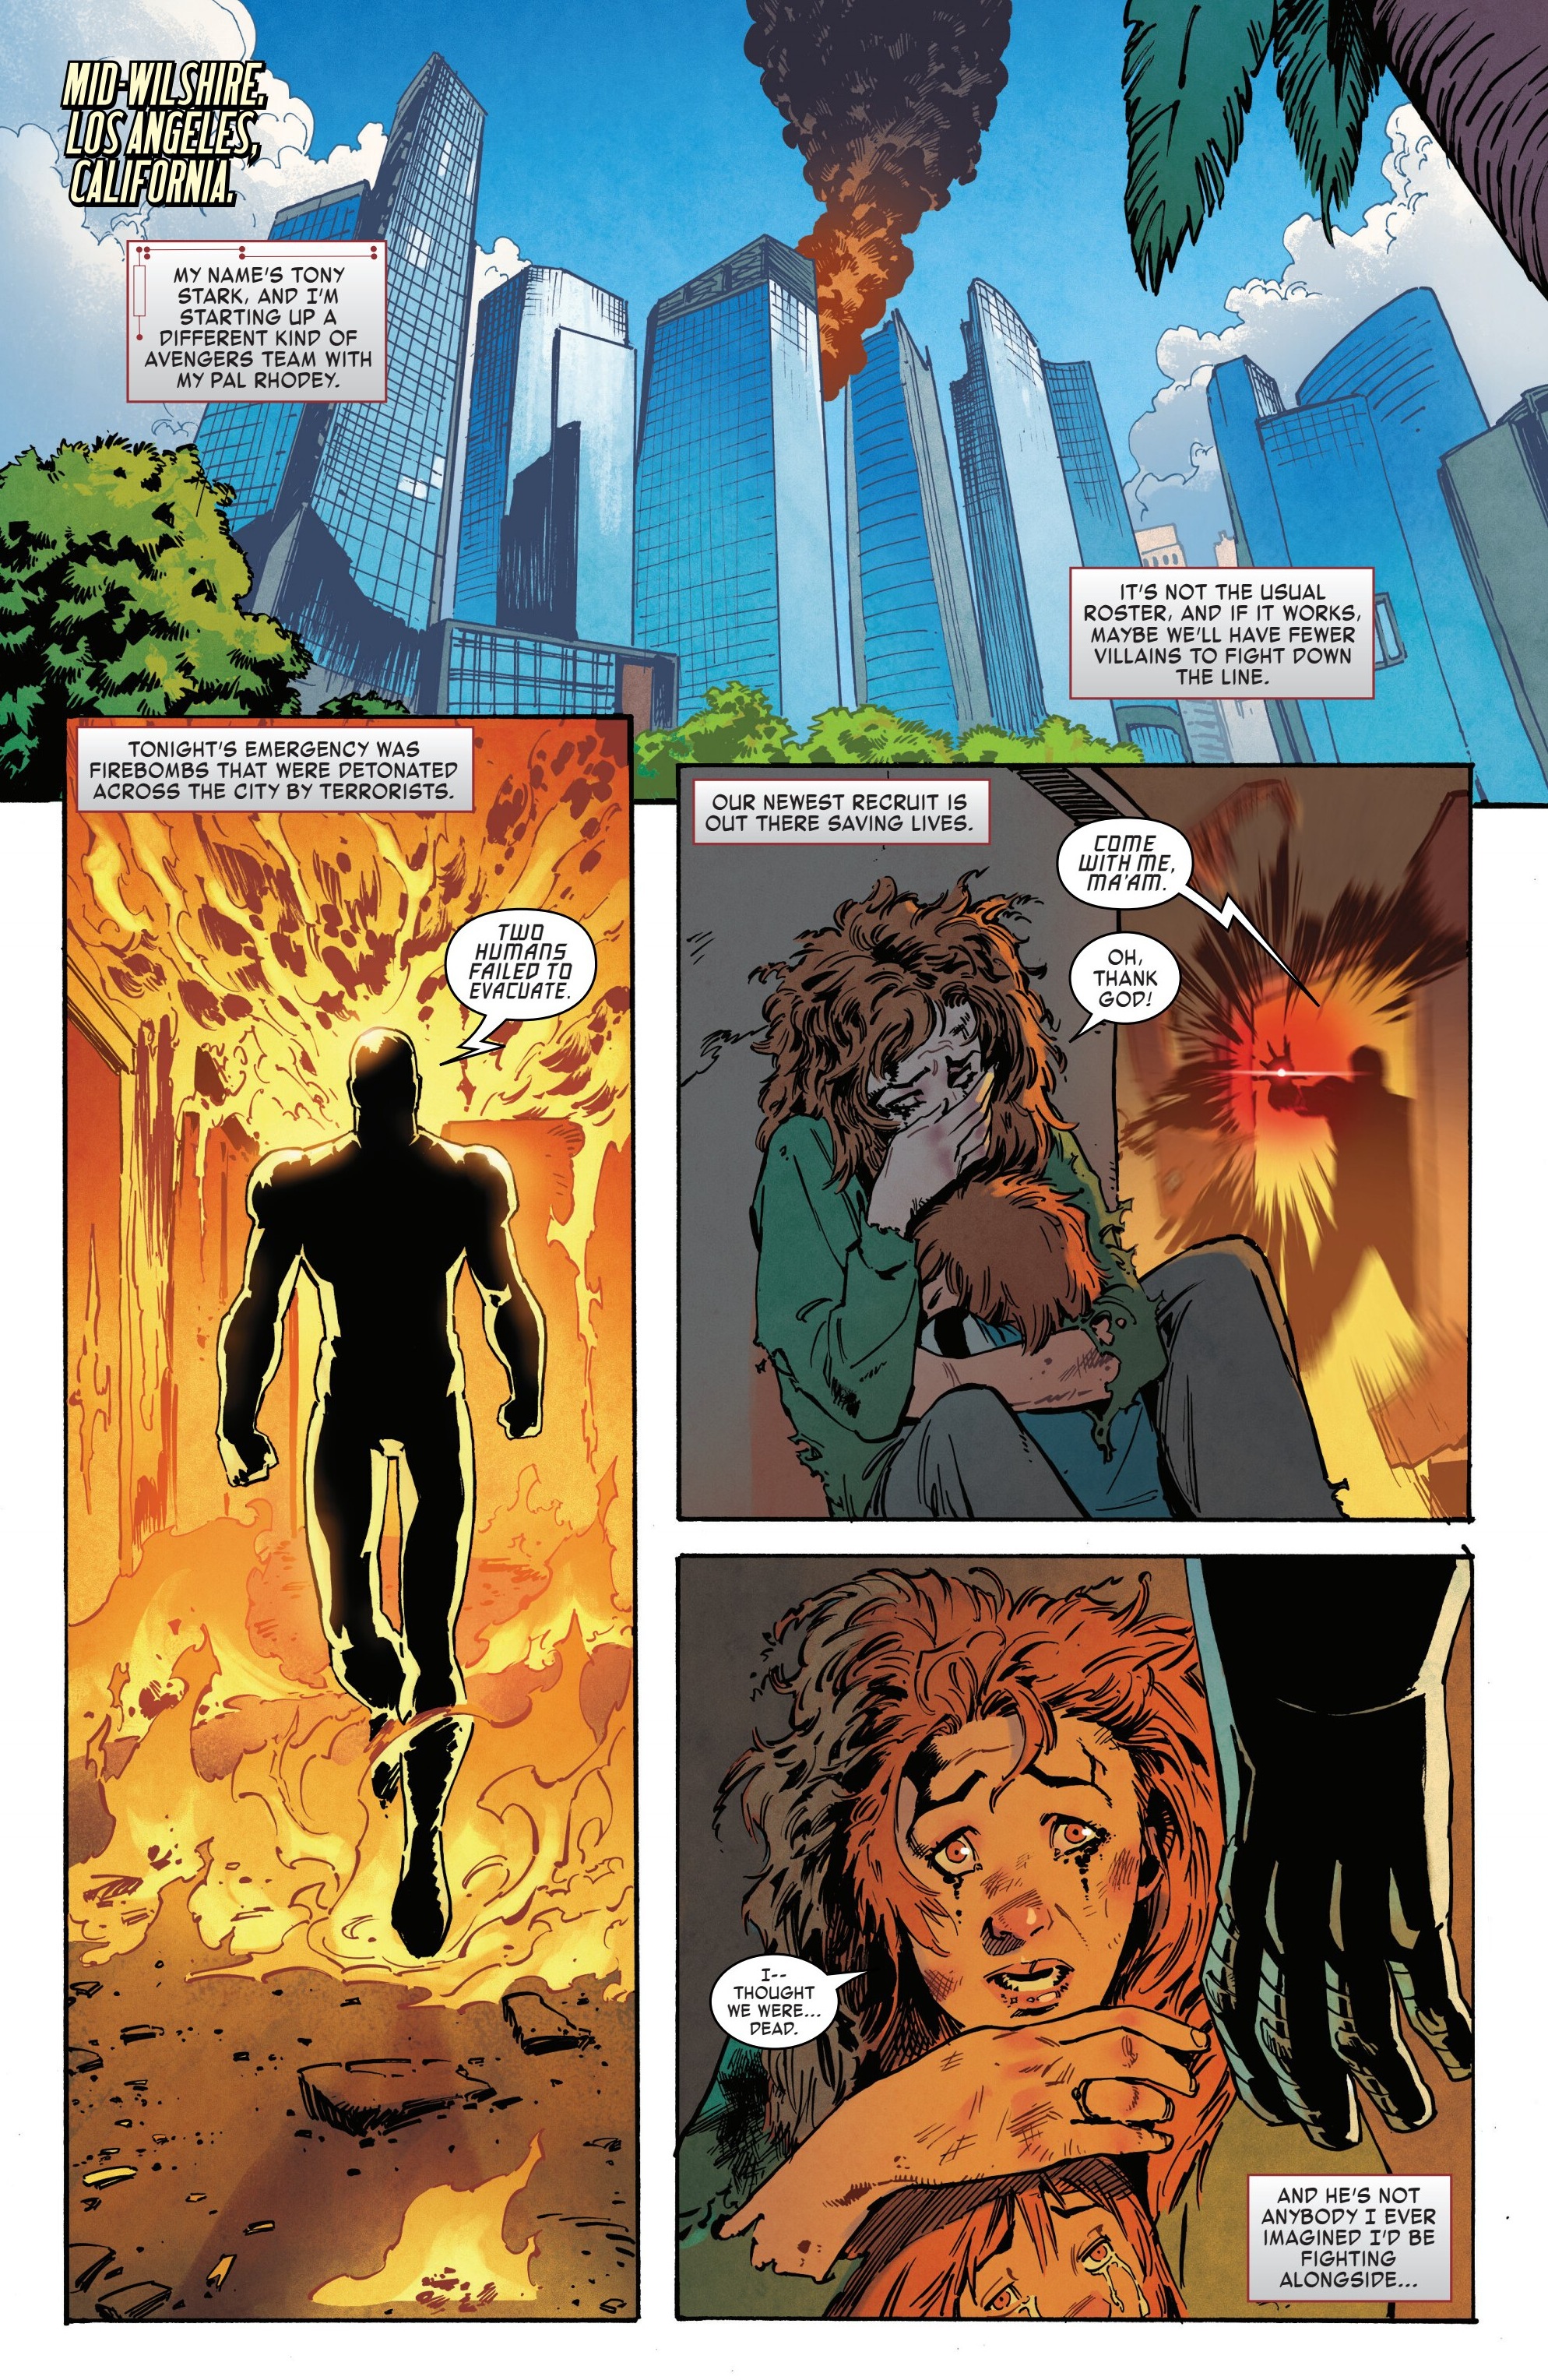 MID-WILSHIRE.
LOS ANGELES,
CALIFORNIA.
MY NAME'S TONY
STARK, AND I'M
STARTING UP A
DIFFERENT KIND OF
AVENGERS TEAM WITH
MY PAL RHODEY.
IT'S NOT THE USUAL
ROSTER, AND IF IT WORKS,
MAYBE WE'LL HAVE FEWER
VILLAINS TO FIGHT DOWN
THE LINE.
TONIGHT'S EMERGENCY WAS
FIREBOMBS THAT WERE DETONATED
ACROSS THE CITY BY TERRORISTS.
TWO
HUMANS
FAILED TO
EVACUATE.
OUR NEWEST RECRUIT IS
OUT THERE SAVING LIVES.
COME
WITH ME,
MA'AM.
OH,
THANK
GOD!
I--
THOUGHT
WE WERE...
DEAD.
AND HE'S NOT
ANYBODY I EVER
IMAGINED I'D BE
FIGHTING
ALONGSIDE...